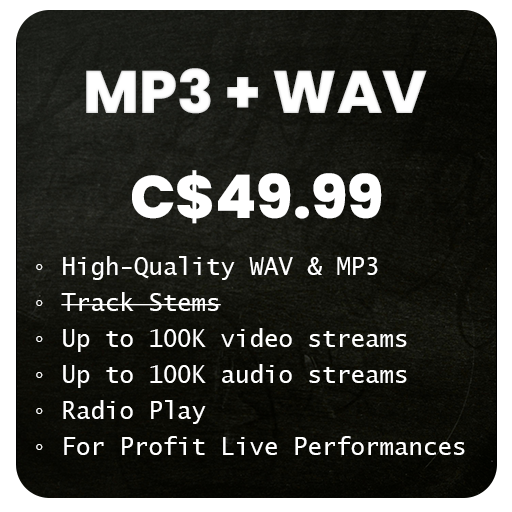 MP3 + WAV
C$49.99
◦ High-Quality WAV & MP3
◦ Track Stems
◦ Up to 100K video streams
◦ Up to 100K audio streams
◦ Radio Play
◦ For Profit Live Performances